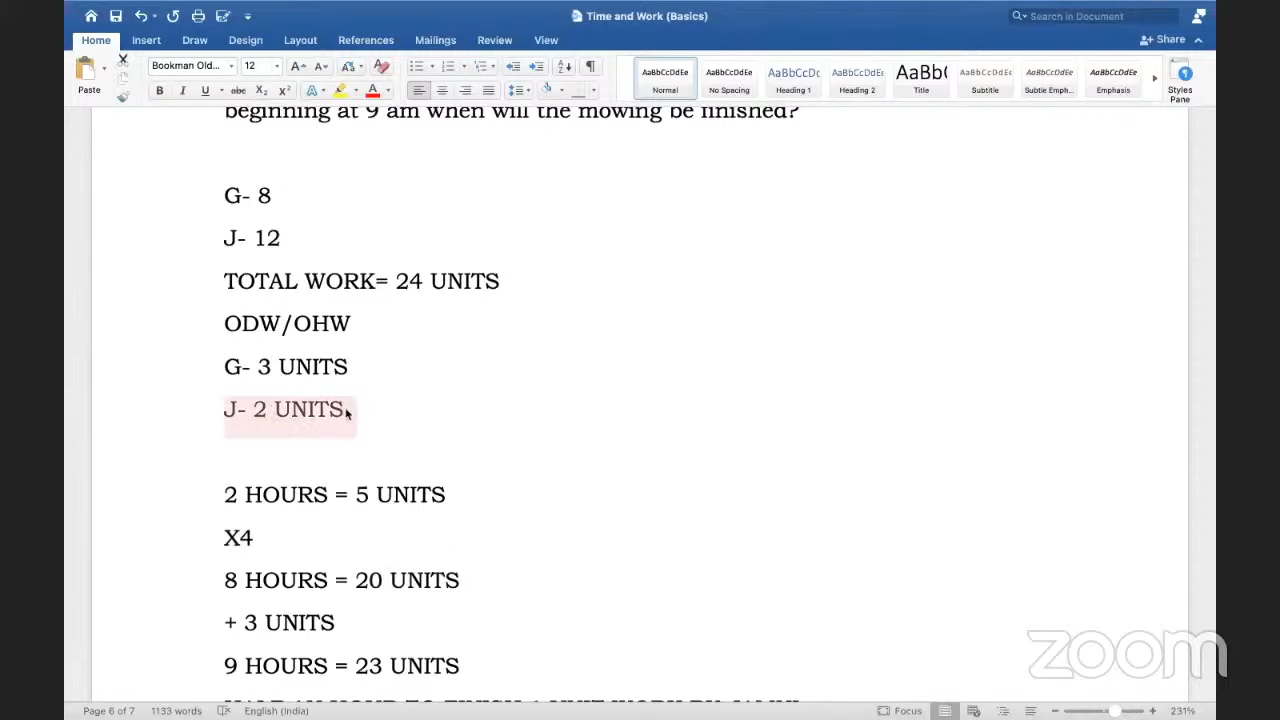 Time and Work (Basics)
Search in Document
Home Insert Draw Design Layout References Mailings Review View
Share
Paste
Bookman Old... 12
AaBbCcDdEe AaBbCcDdEe AaBbCcDc AaBbCcDdEe AaBb( AaBbCcDdEe AaBbCcDdEe AaBbCcDdEe
Normal No Spacing Heading 1 Heading 2 Title Subtitle Subtle Emph... Emphasis
Styles
Pane
beginning at 9 am when will the mowing be finished?
G- 8
J- 12
TOTAL WORK= 24 UNITS
ODW/OHW
G- 3 UNITS
J- 2 UNITS
2 HOURS = 5 UNITS
X4
8 HOURS = 20 UNITS
+ 3 UNITS
9 HOURS = 23 UNITS
zoom
Page 6 of 7 1133 words English (India) Focus 231%